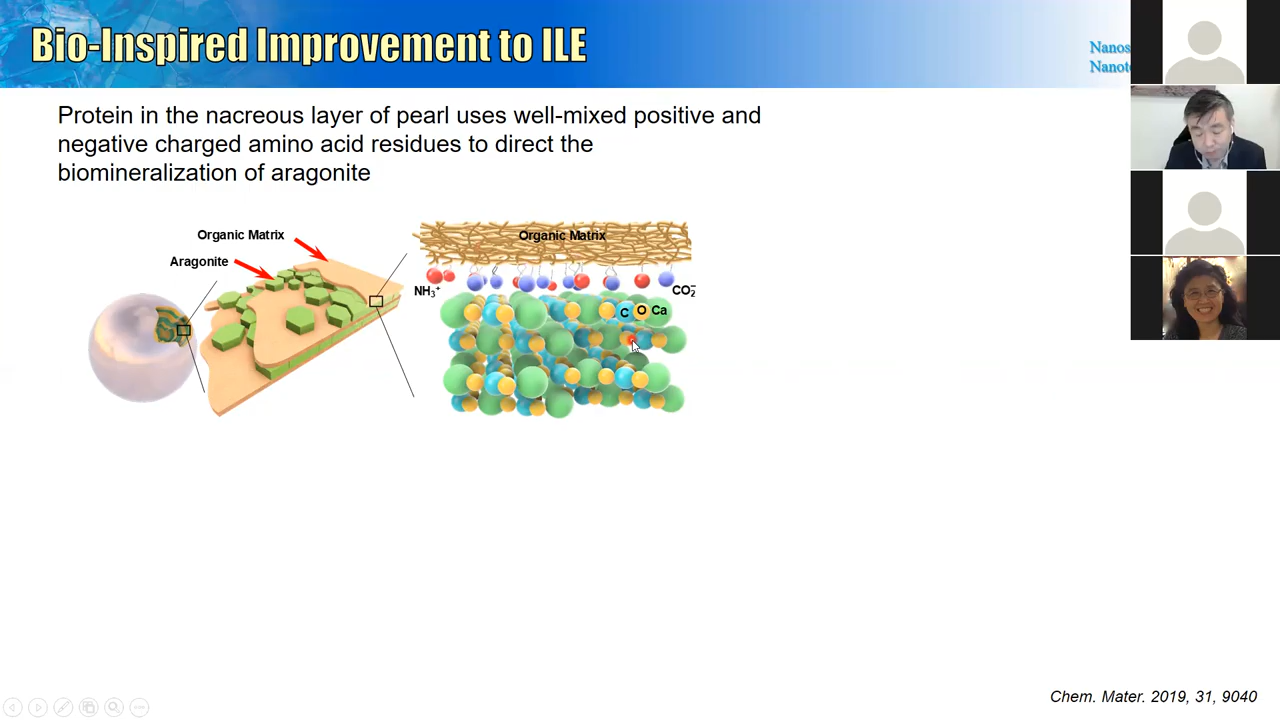 Bio-Inspired Improvement to ILE
Protein in the nacreous layer of pearl uses well-mixed positive and
negative charged amino acid residues to direct the
biomineralization of aragonite
Organic Matrix
Aragonite
Organic Matrix
NH₃⁺
CO₂⁻
C O Ca
Chem. Mater. 2019, 31, 9040